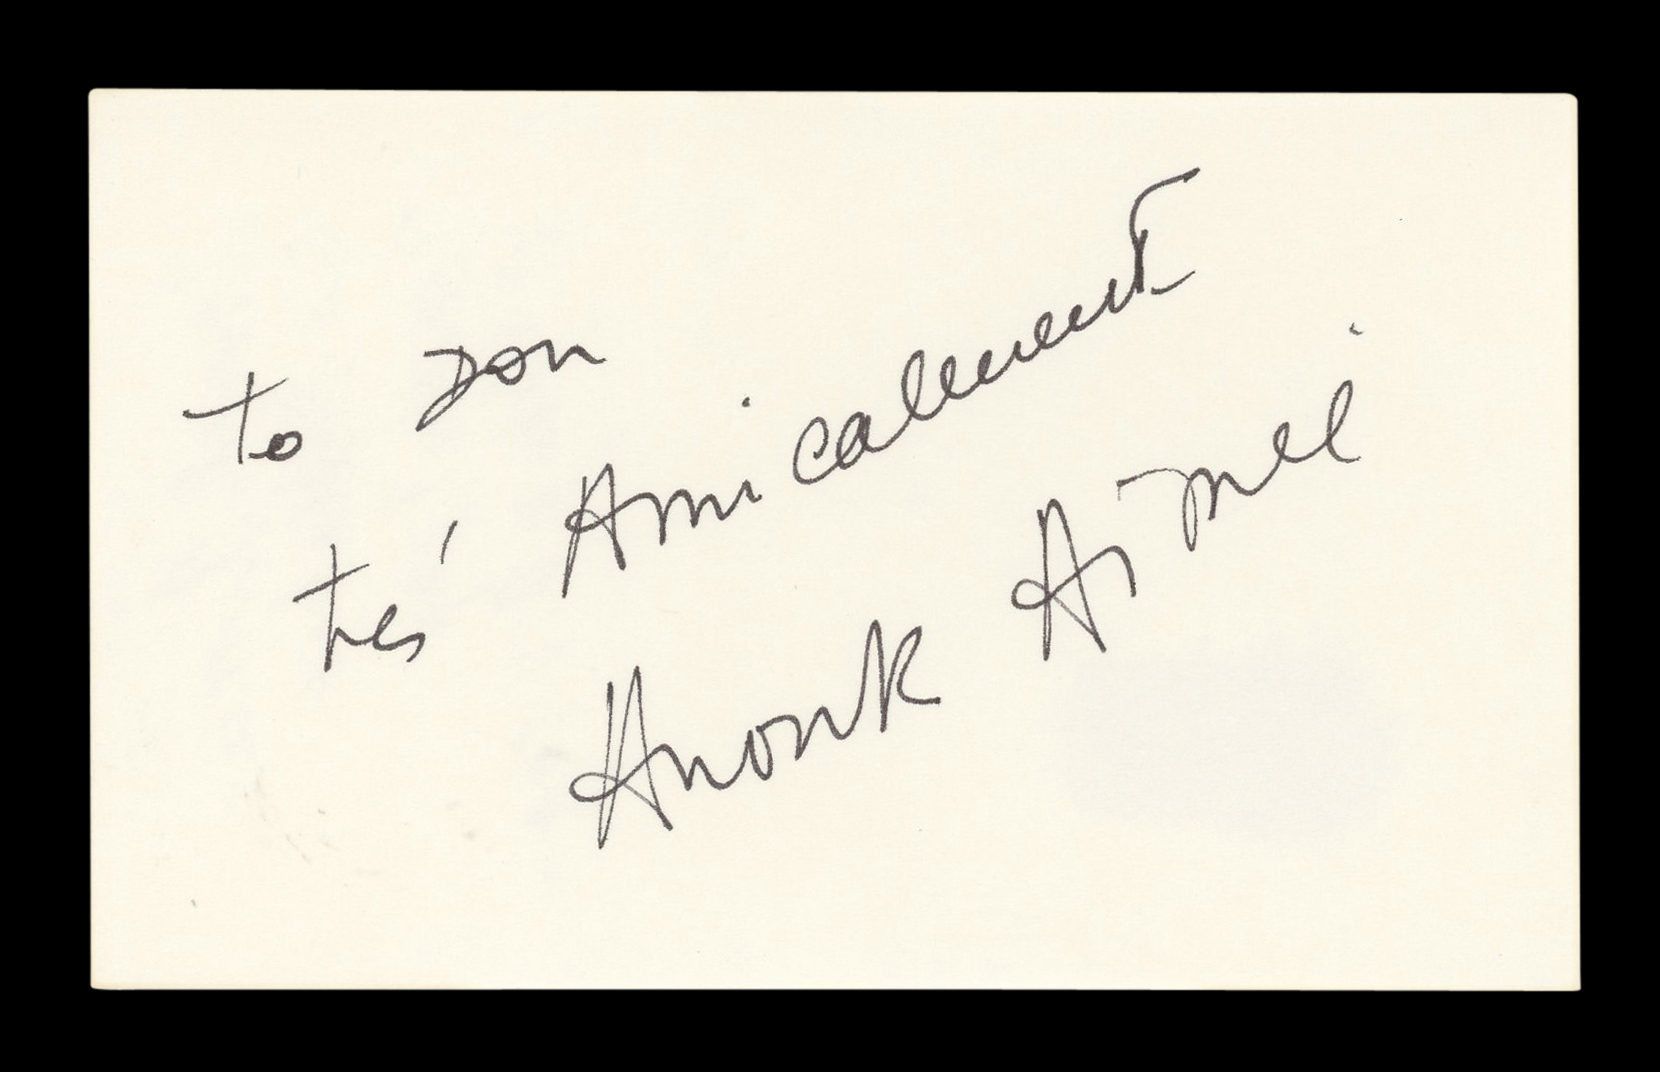 to Don
très Amicalement
Anouk Aimée